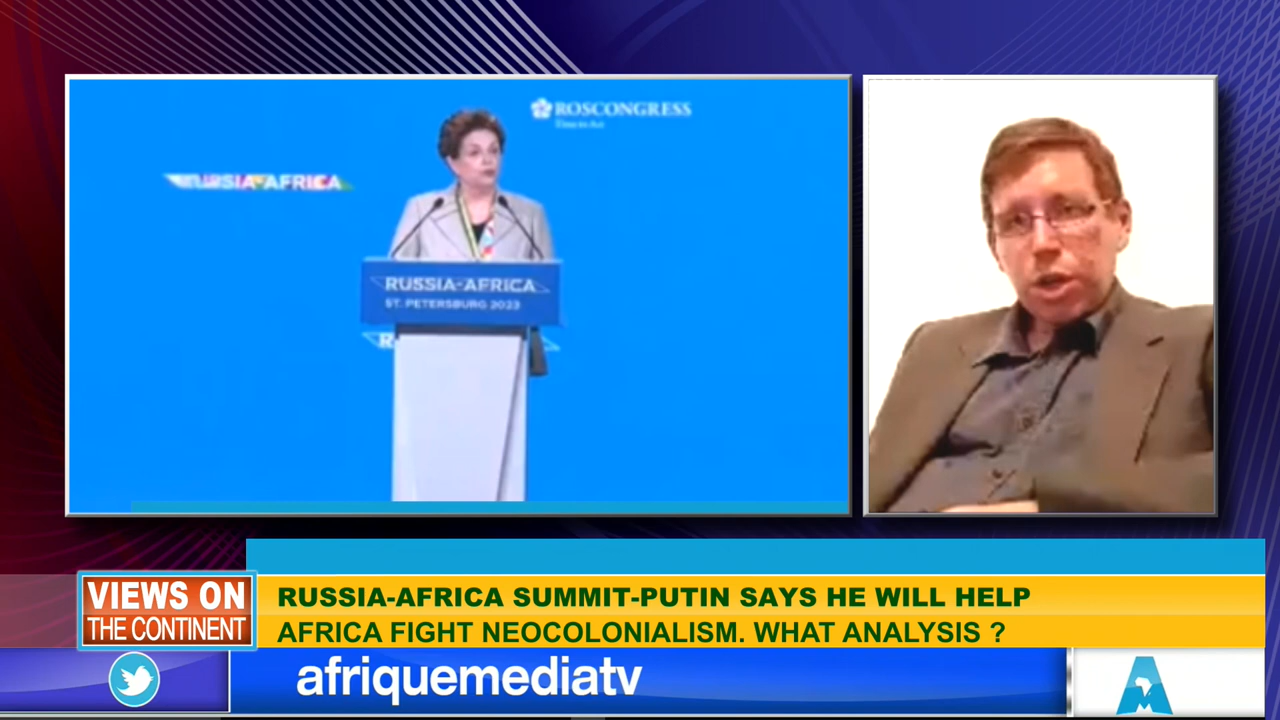 ROSCONGRESS
RUSSIA-AFRICA
RUSSIA-AFRICA
ST. PETERSBURG 2023
VIEWS ON
THE CONTINENT
RUSSIA-AFRICA SUMMIT-PUTIN SAYS HE WILL HELP
AFRICA FIGHT NEOCOLONIALISM. WHAT ANALYSIS ?
afriquemediatv